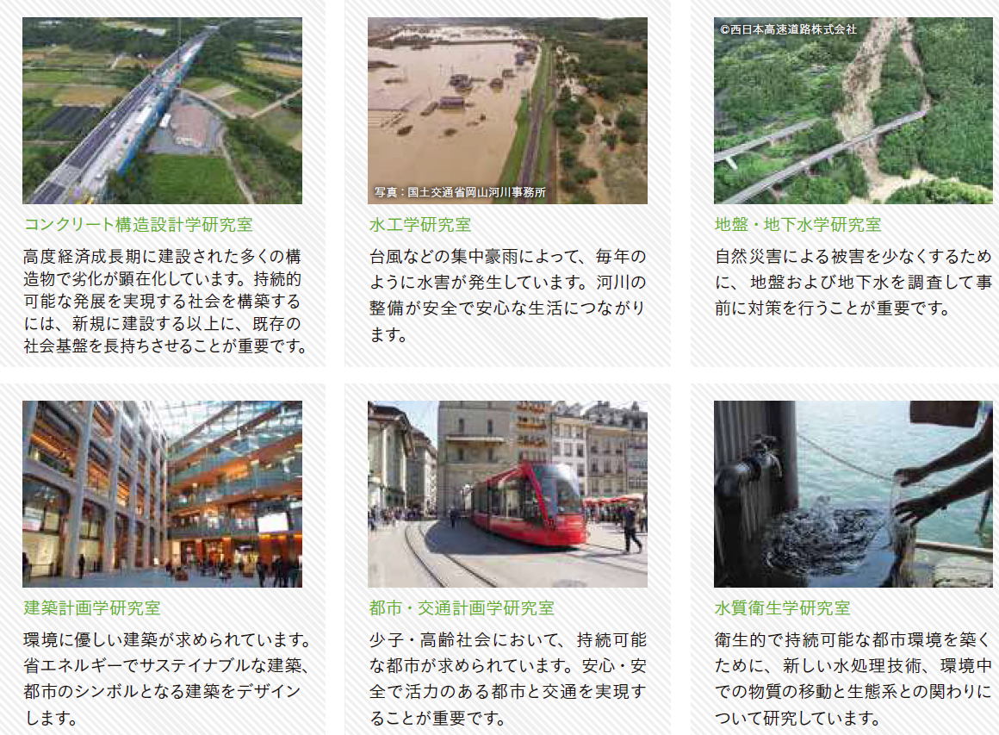 コンクリート構造設計学研究室
高度経済成長期に建設された多くの構
造物で劣化が顕在化しています。持続的
可能な発展を実現する社会を構築する
には、新規に建設する以上に、既存の
社会基盤を長持ちさせることが重要です。
写真：国土交通省岡山河川事務所
水工学研究室
台風などの集中豪雨によって、毎年の
ように水害が発生しています。河川の
整備が安全で安心な生活につながり
ます。
©西日本高速道路株式会社
地盤・地下水学研究室
自然災害による被害を少なくするため
に、地盤および地下水を調査して事
前に対策を行うことが重要です。
建築計画学研究室
環境に優しい建築が求められています。
省エネルギーでサステイナブルな建築、
都市のシンボルとなる建築をデザイン
します。
都市・交通計画学研究室
少子・高齢社会において、持続可能
な都市が求められています。安心・安
全で活力のある都市と交通を実現す
ることが重要です。
水質衛生学研究室
衛生的で持続可能な都市環境を築く
ために、新しい水処理技術、環境中
での物質の移動と生態系との関わりに
ついて研究しています。